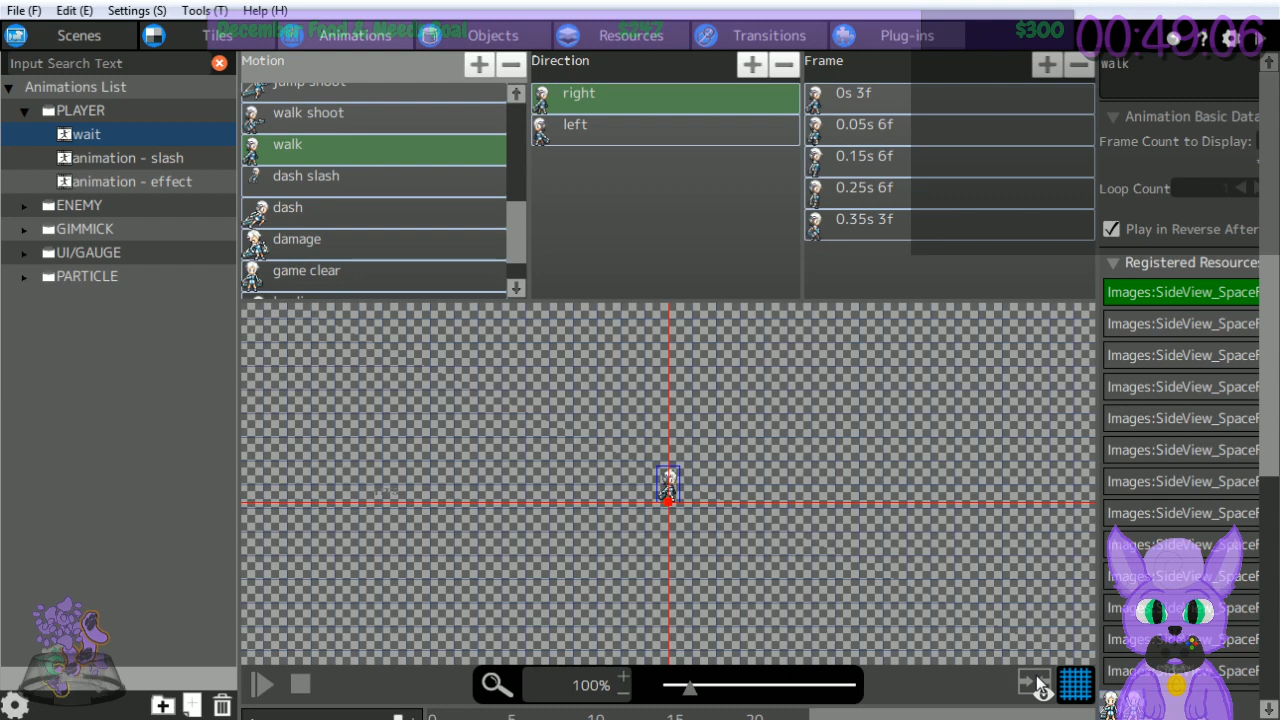 File (F) Edit (E) Settings (S) Tools (T) Help (H)
December Food & Needs Goal $247 $300
00:49:06
Scenes Tiles Animations Objects Resources Transitions Plug-ins
Input Search Text
Animations List
PLAYER
wait
animation - slash
animation - effect
ENEMY
GIMMICK
UI/GAUGE
PARTICLE
Motion
jump shoot
walk shoot
walk
dash slash
dash
damage
game clear
Direction
right
left
Frame
0s 3f
0.05s 6f
0.15s 6f
0.25s 6f
0.35s 3f
walk
Animation Basic Data
Frame Count to Display:
Loop Count
1
Play in Reverse After
Registered Resources
Images:SideView_SpaceF
Images:SideView_SpaceF
Images:SideView_SpaceF
Images:SideView_SpaceF
Images:SideView_SpaceF
Images:SideView_SpaceF
Images:SideView_SpaceF
Images:SideView_SpaceF
Images:SideView_SpaceF
100%
0 5 10 15 20